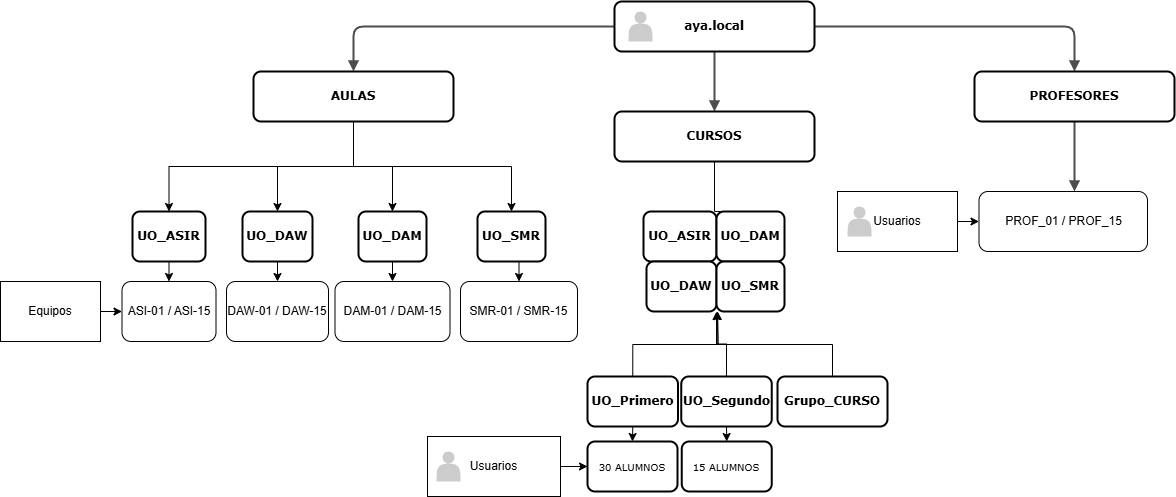 aya.local
AULAS
PROFESORES
CURSOS
UO_ASIR
UO_DAW
UO_DAM
UO_SMR
UO_ASIR
UO_DAM
Usuarios
PROF_01 / PROF_15
UO_DAW
UO_SMR
Equipos
ASI-01 / ASI-15
DAW-01 / DAW-15
DAM-01 / DAM-15
SMR-01 / SMR-15
UO_Primero
UO_Segundo
Grupo_CURSO
Usuarios
30 ALUMNOS
15 ALUMNOS